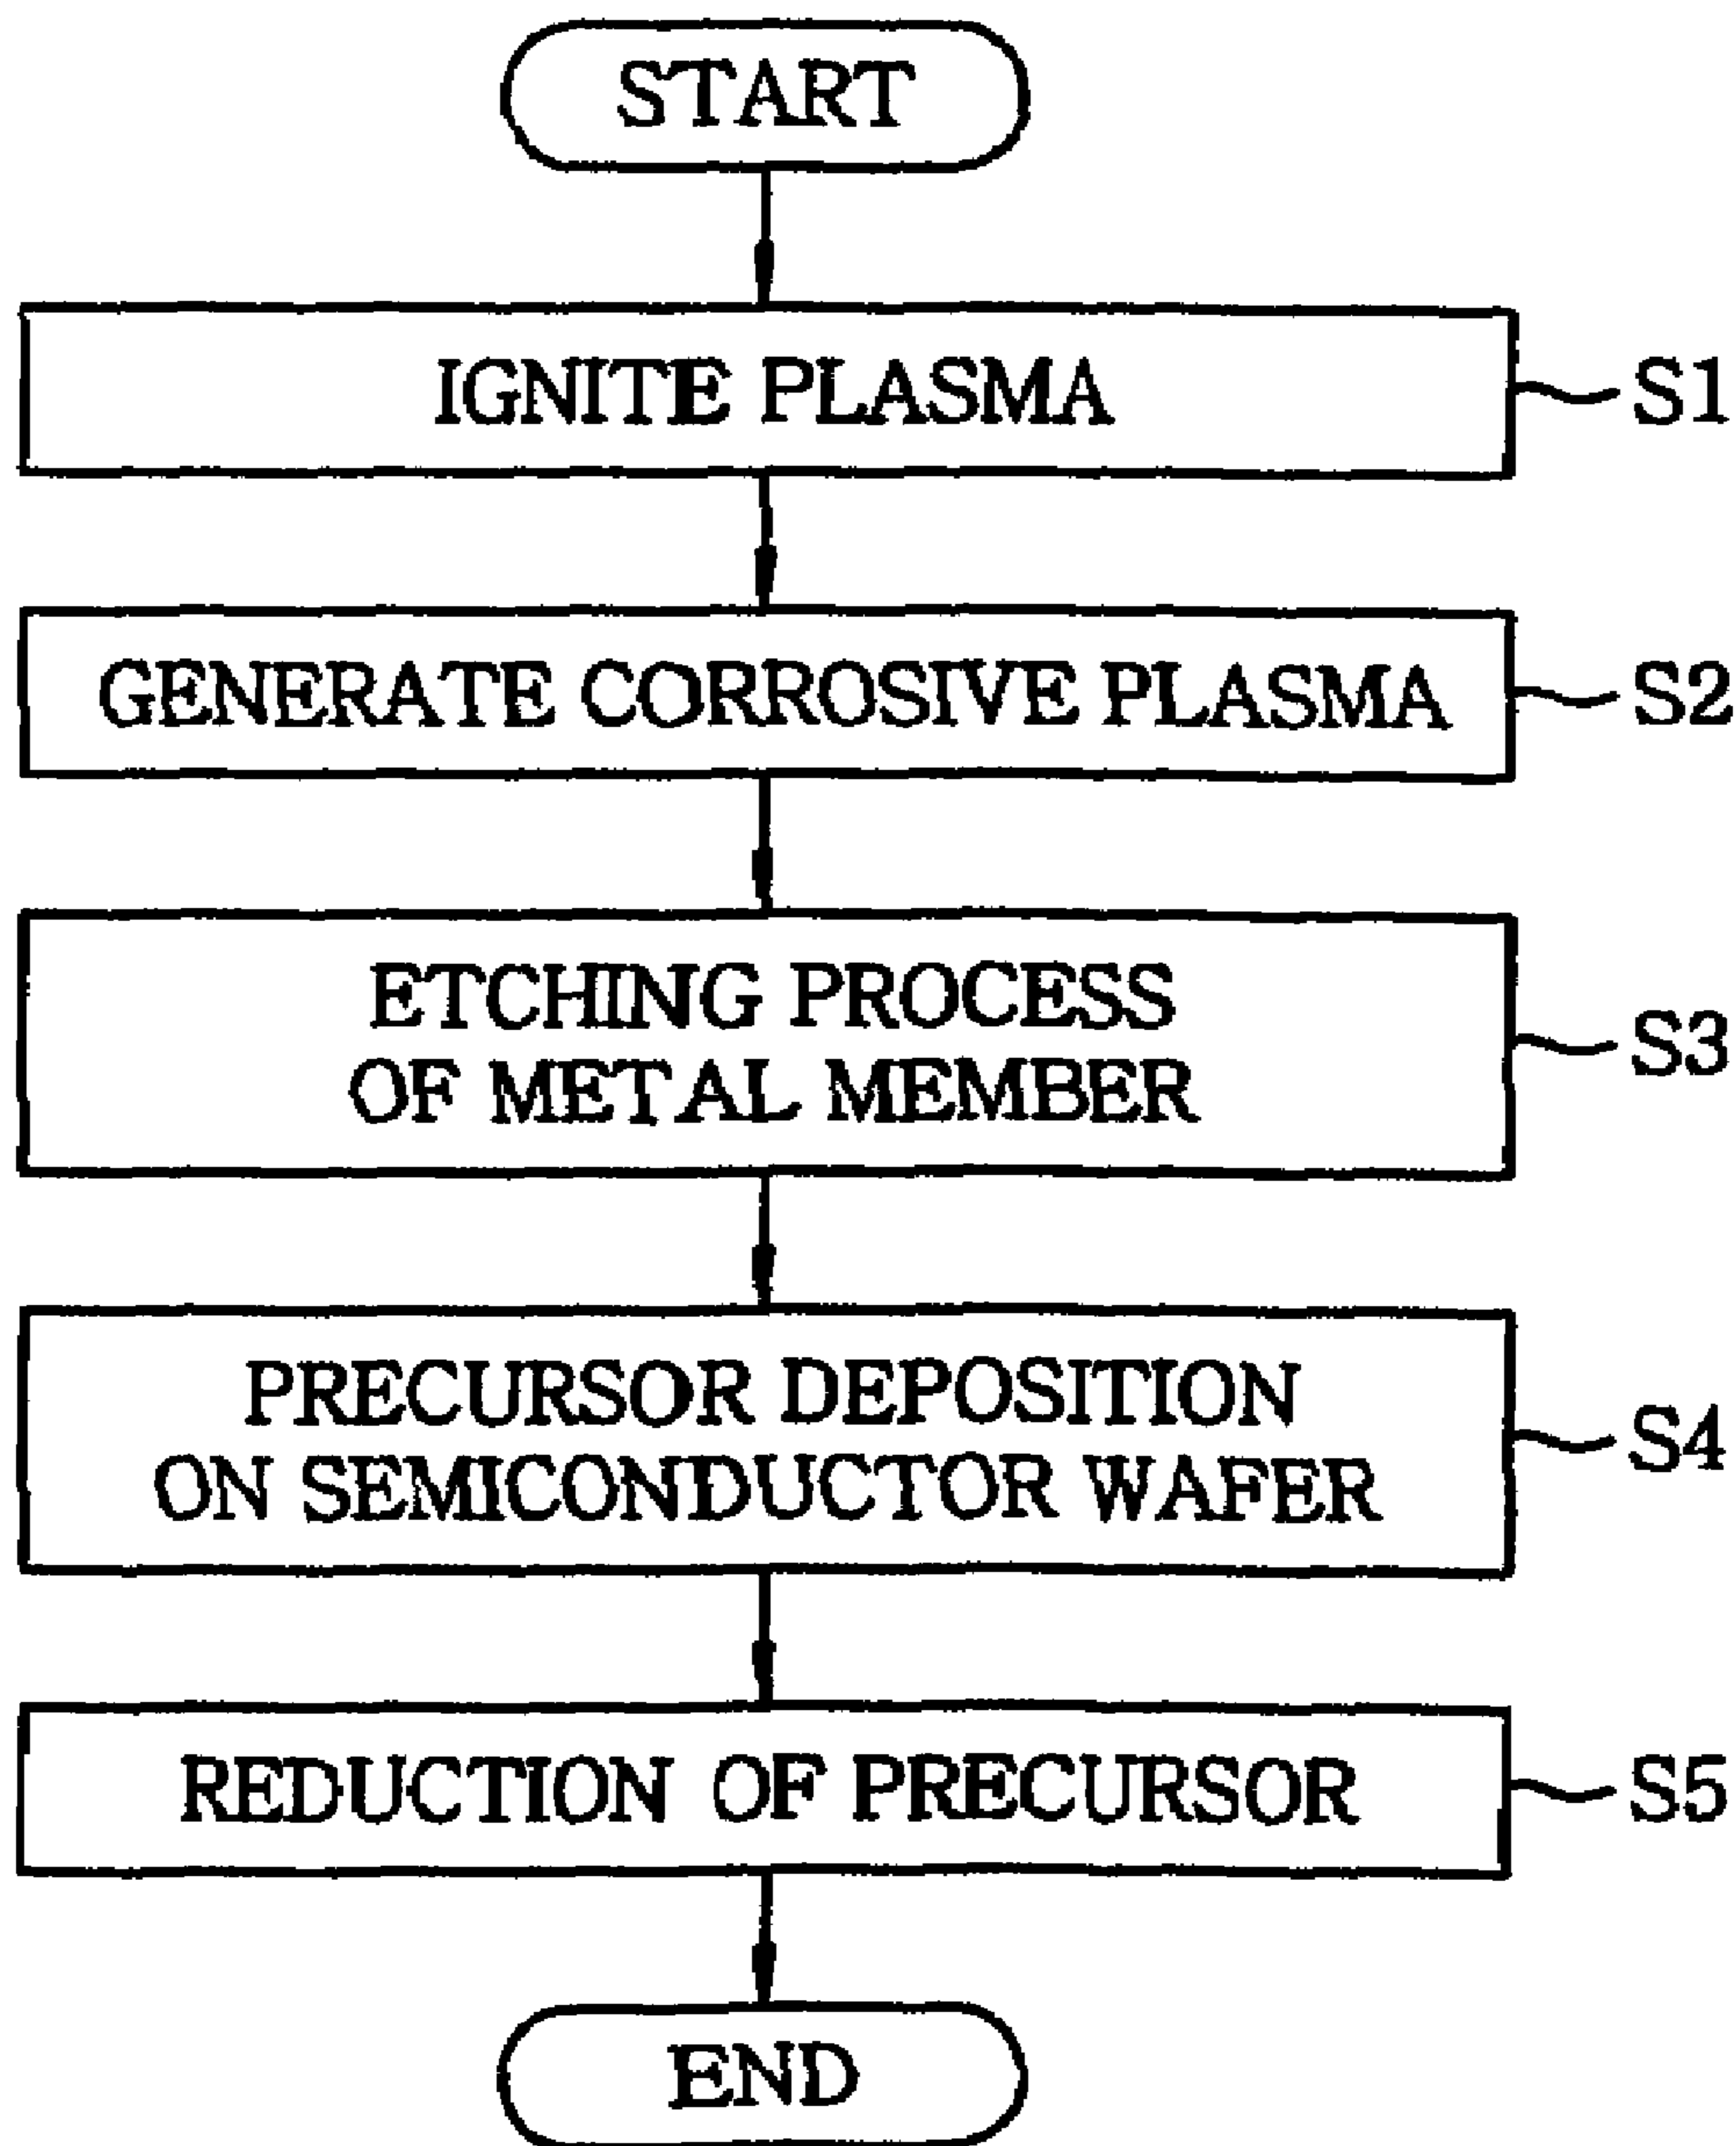 START
IGNITE PLASMA
S1
GENERATE CORROSIVE PLASMA
S2
ETCHING PROCESS
OF METAL MEMBER
S3
PRECURSOR DEPOSITION
ON SEMICONDUCTOR WAFER
S4
REDUCTION OF PRECURSOR
S5
END